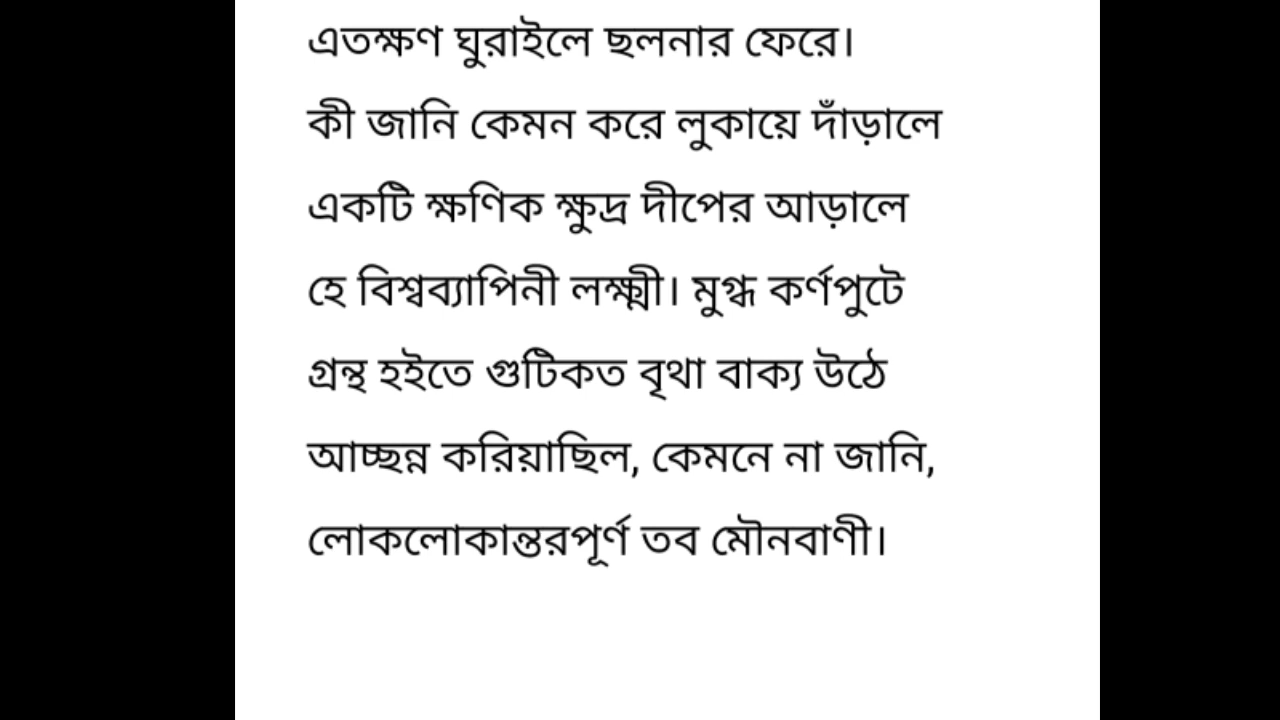 এতক্ষণ ঘুরাইলে ছলনার ফেরে।
কী জানি কেমন করে লুকায়ে দাঁড়ালে
একটি ক্ষণিক ক্ষুদ্র দীপের আড়ালে
হে বিশ্বব্যাপিনী লক্ষ্মী। মুগ্ধ কর্ণপুটে
গ্রন্থ হইতে গুটিকত বৃথা বাক্য উঠে
আচ্ছন্ন করিয়াছিল, কেমনে না জানি,
লোকলোকান্তরপূর্ণ তব মৌনবাণী।